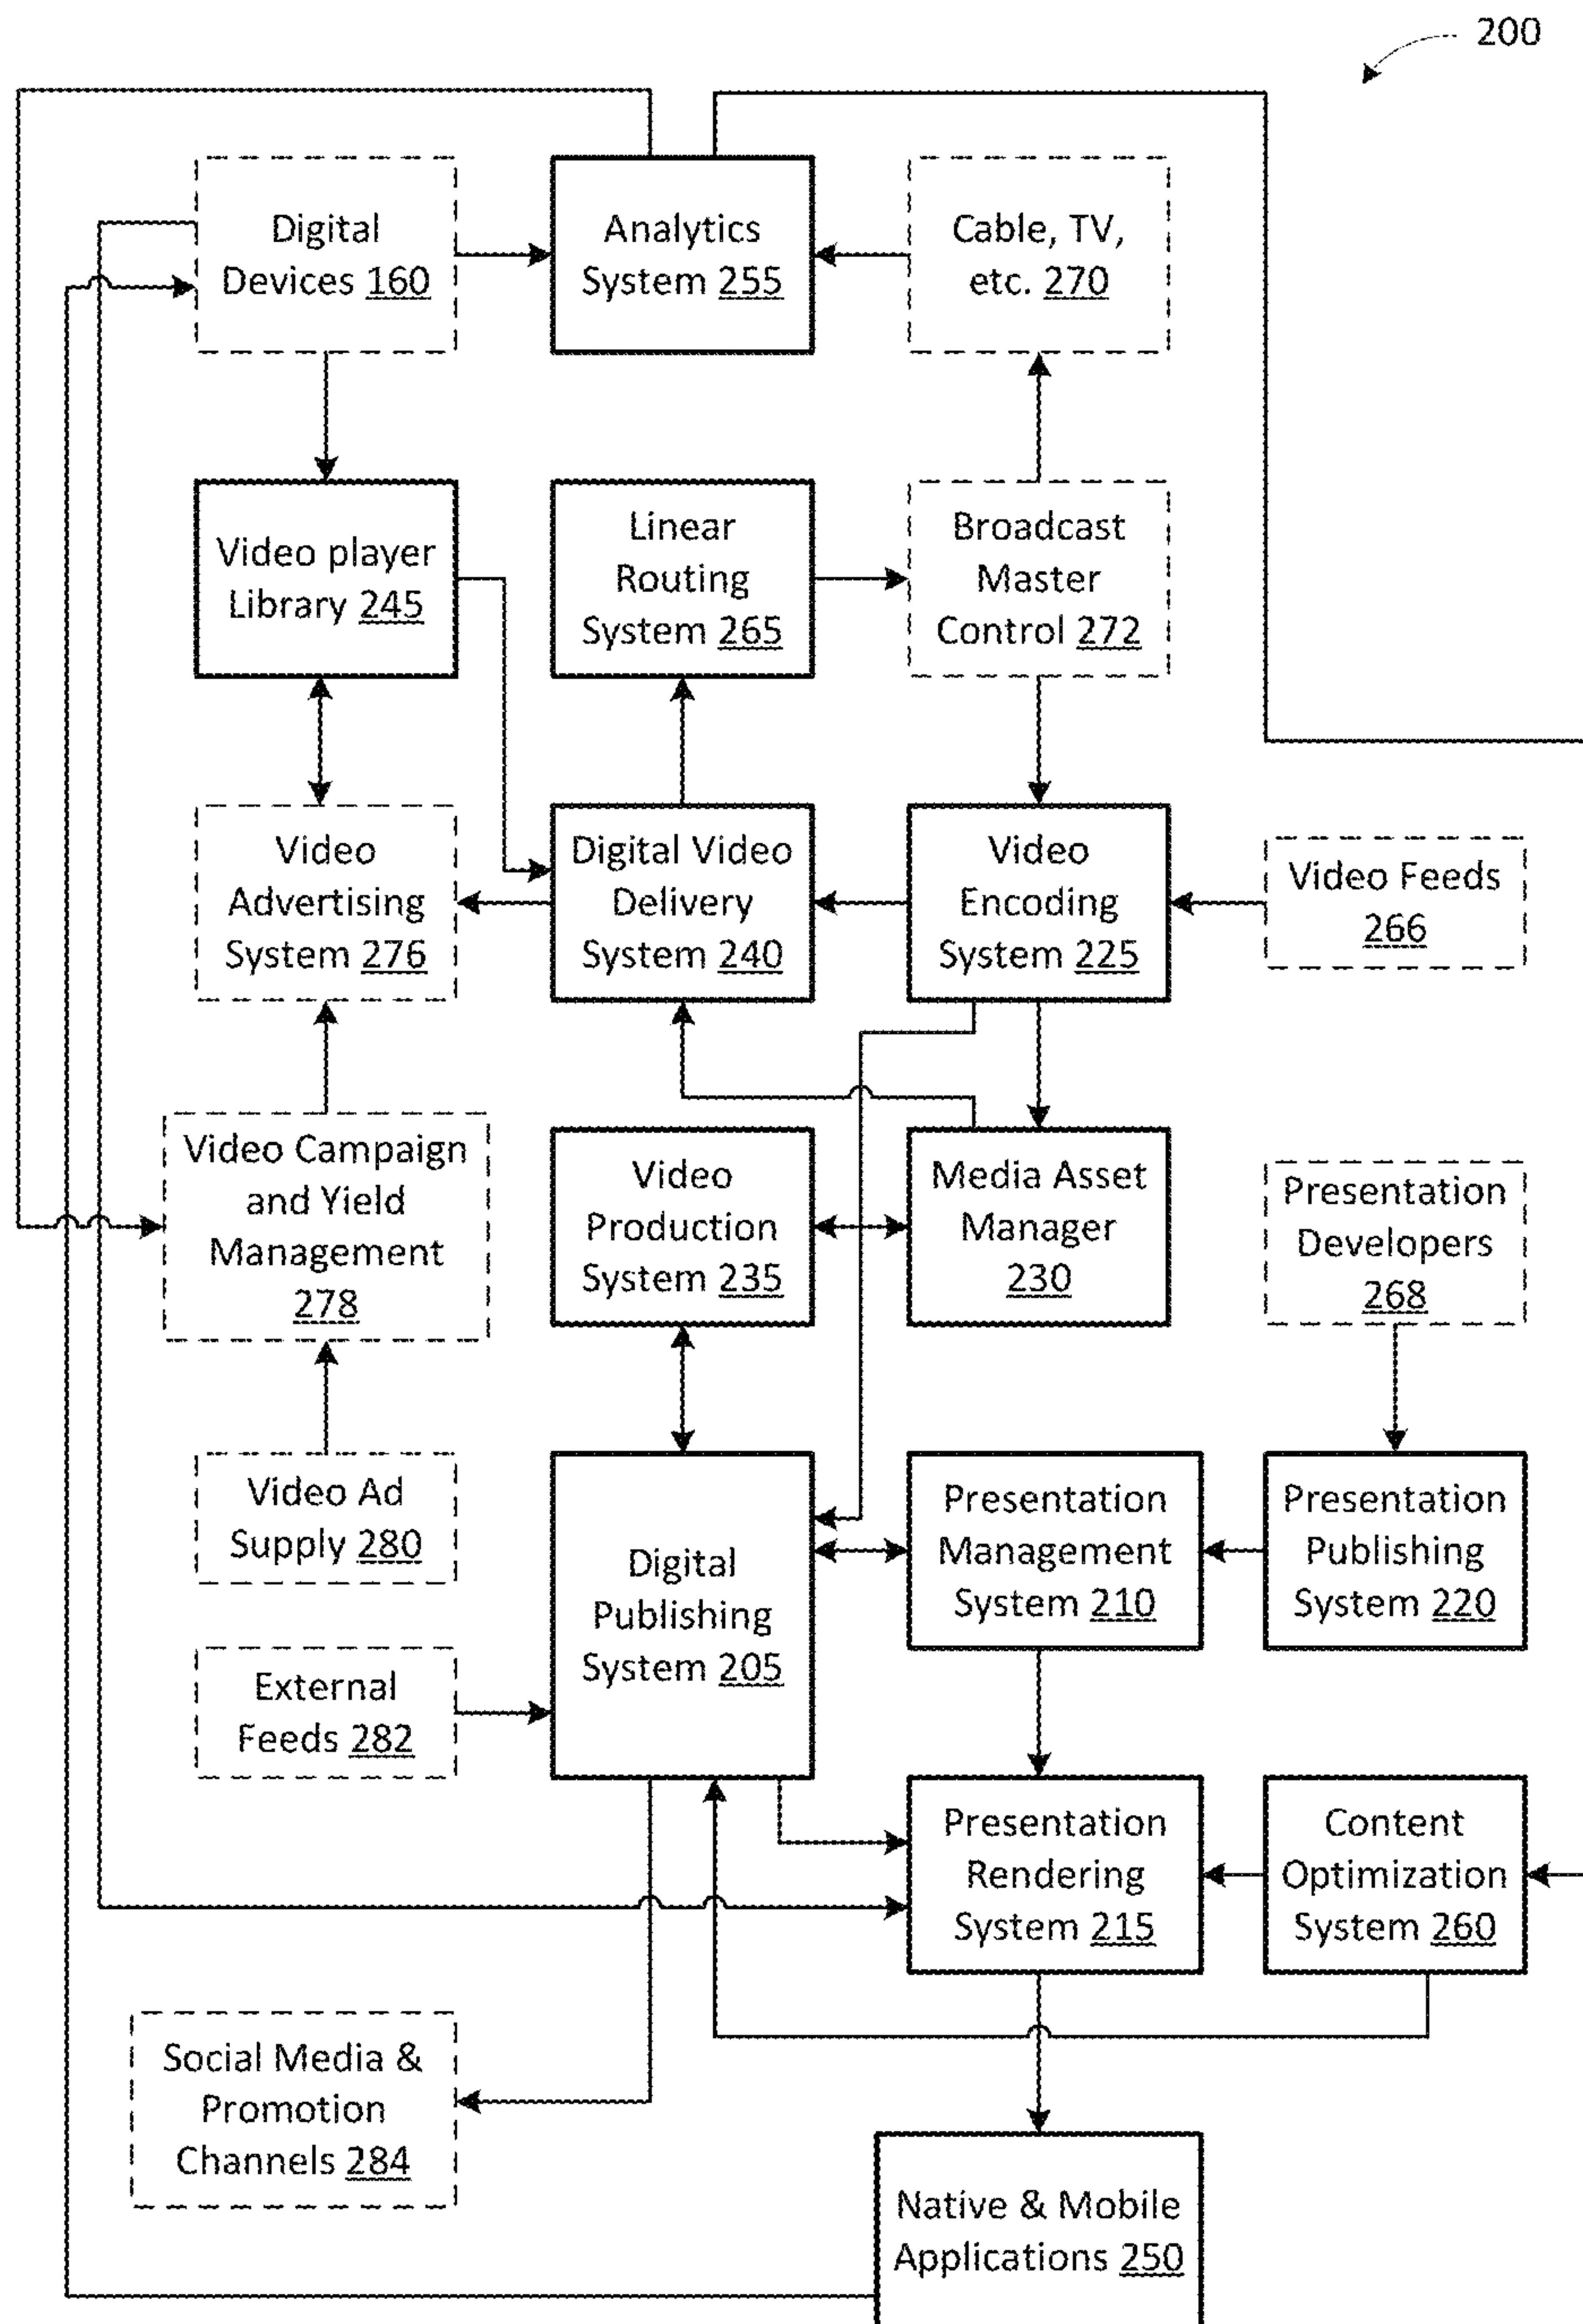 200
Digital
Devices 160
Analytics
System 255
Cable, TV,
etc. 270
Video player
Library 245
Linear
Routing
System 265
Broadcast
Master
Control 272
Video
Advertising
System 276
Digital Video
Delivery
System 240
Video
Encoding
System 225
Video Feeds
266
Video Campaign
and Yield
Management
278
Video
Production
System 235
Media Asset
Manager
230
Presentation
Developers
268
Video Ad
Supply 280
Digital
Publishing
System 205
Presentation
Management
System 210
Presentation
Publishing
System 220
External
Feeds 282
Presentation
Rendering
System 215
Content
Optimization
System 260
Social Media &
Promotion
Channels 284
Native & Mobile
Applications 250